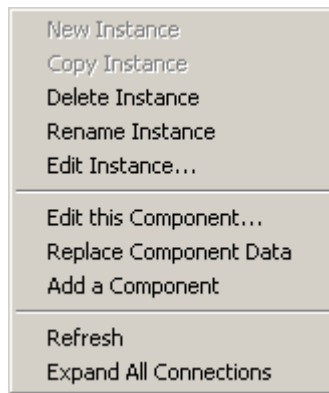 New Instance
Copy Instance
Delete Instance
Rename Instance
Edit Instance...
Edit this Component...
Replace Component Data
Add a Component
Refresh
Expand All Connections